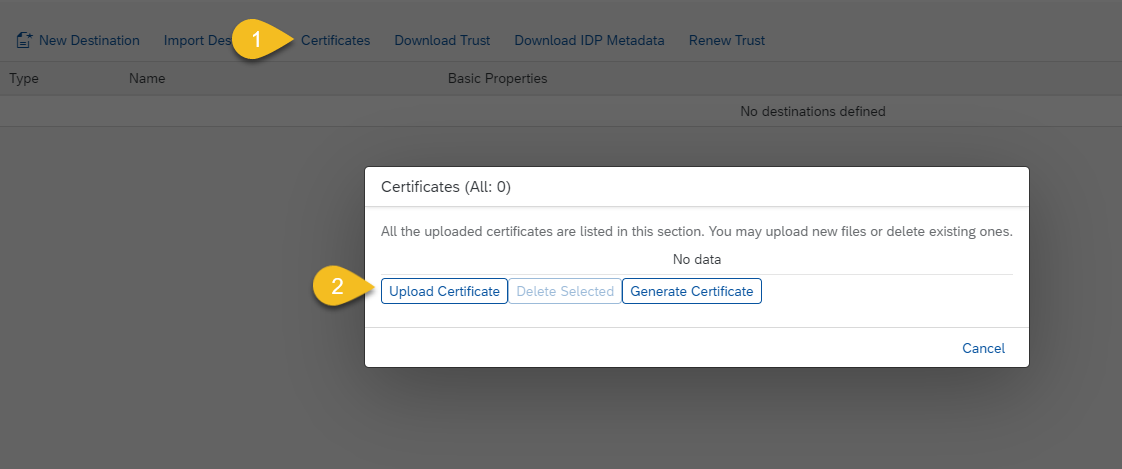 New Destination Import Des 1 Certificates Download Trust Download IDP Metadata Renew Trust
Type Name Basic Properties
No destinations defined
Certificates (All: 0)
All the uploaded certificates are listed in this section. You may upload new files or delete existing ones.
No data
2 Upload Certificate Delete Selected Generate Certificate
Cancel